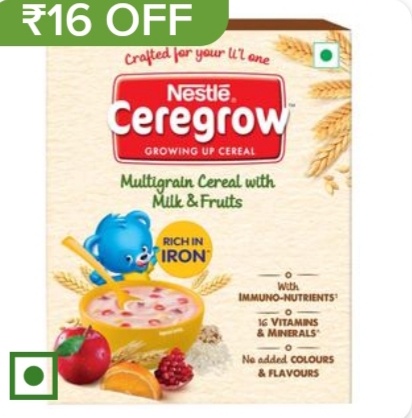 ₹16 OFF
Crafted for your li'l one
Nestlé
Ceregrow™
GROWING UP CEREAL
Multigrain Cereal with
Milk & Fruits
RICH IN
IRON*
With
IMMUNO-NUTRIENTS†
16 VITAMINS
& MINERALS*
No added COLOURS
& FLAVOURS